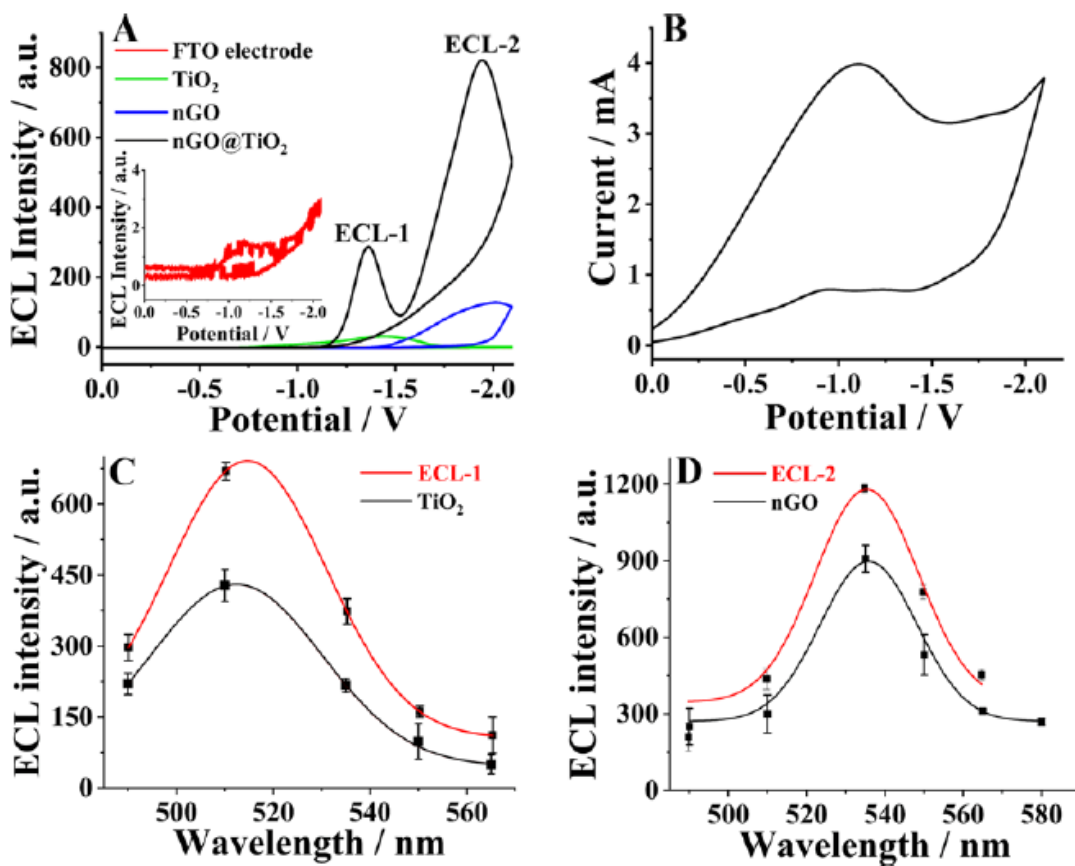 A
FTO electrode
TiO₂
nGO
nGO@TiO₂
ECL-1
ECL-2
ECL Intensity / a.u.
800
600
400
200
0
0.0 -0.5 -1.0 -1.5 -2.0
Potential / V
ECL Intensity / a.u.
4
2
0
0.0 -0.5 -1.0 -1.5 -2.0
Potential / V
B
Current / mA
4
3
2
1
0
0.0 -0.5 -1.0 -1.5 -2.0
Potential / V
C
ECL-1
TiO₂
ECL intensity / a.u.
600
450
300
150
0
500 520 540 560
Wavelength / nm
D
ECL-2
nGO
ECL intensity / a.u.
1200
900
600
300
0
500 520 540 560 580
Wavelength / nm